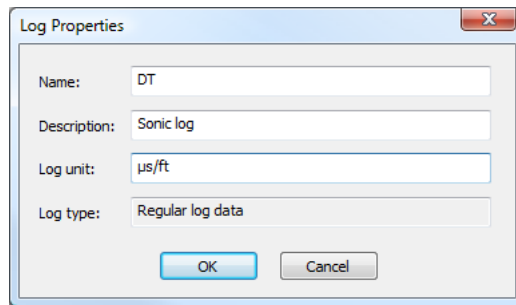 Log Properties
Name: DT
Description: Sonic log
Log unit: µs/ft
Log type: Regular log data
OK Cancel